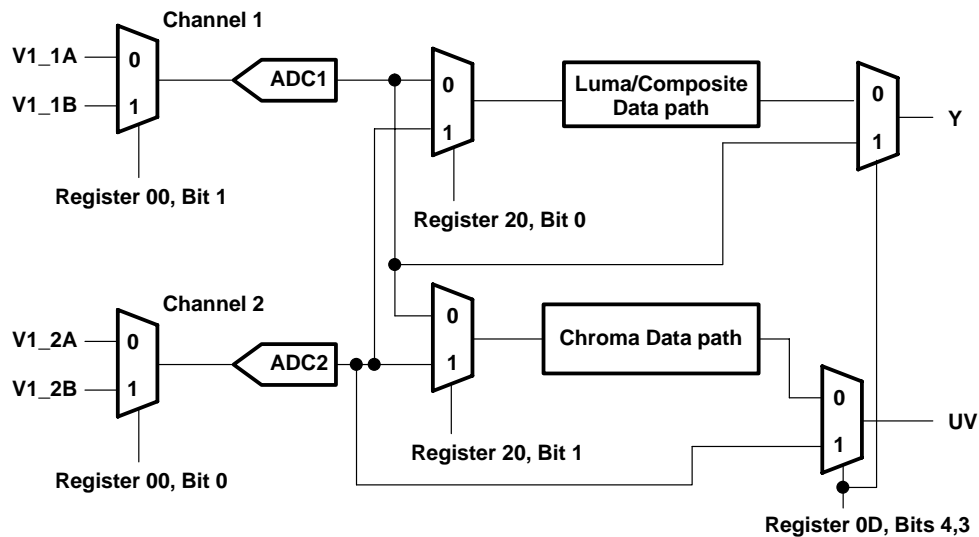 Channel 1
V1_1A
0
V1_1B
1
ADC1
Register 00, Bit 1
0
1
Register 20, Bit 0
Luma/Composite
Data path
0
1
Y
Channel 2
V1_2A
0
V1_2B
1
ADC2
Register 00, Bit 0
0
1
Register 20, Bit 1
Chroma Data path
0
1
UV
Register 0D, Bits 4,3